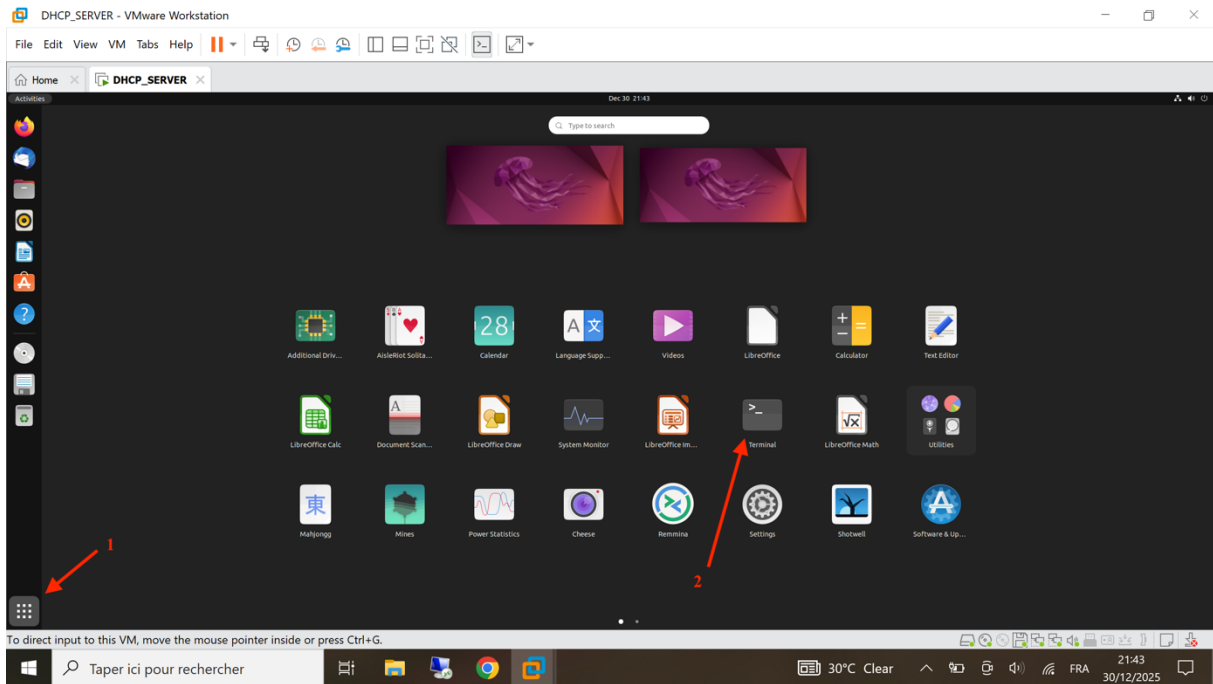 DHCP_SERVER - VMware Workstation
File Edit View VM Tabs Help
Home
DHCP_SERVER
Activities
Dec 30 21:43
Type to search
28
Additional Driv...
AisleRiot Solita...
Calendar
Language Supp...
Videos
LibreOffice
Calculator
Text Editor
LibreOffice Calc
Document Scan...
LibreOffice Draw
System Monitor
LibreOffice Im...
Terminal
LibreOffice Math
Utilities
東
Mahjongg
Mines
Power Statistics
Cheese
Remmina
Settings
Shotwell
Software & Up...
1
2
To direct input to this VM, move the mouse pointer inside or press Ctrl+G.
Taper ici pour rechercher
30°C Clear
FRA
21:43
30/12/2025